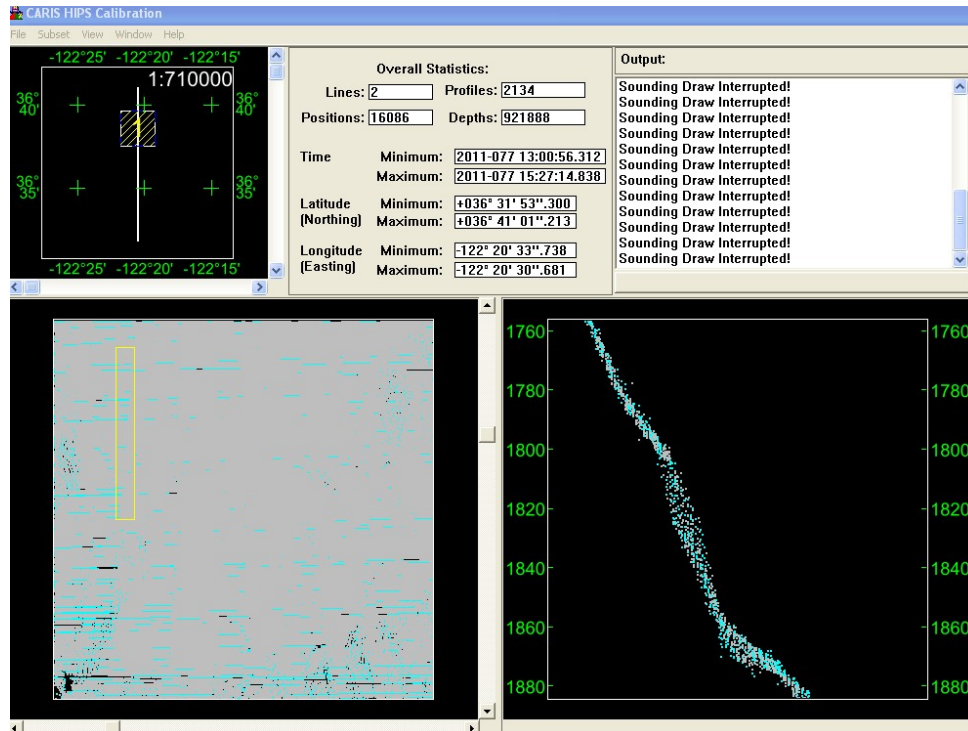 CARIS HIPS Calibration
File Subset View Window Help
-122°25' -122°20' -122°15'
1:710000
36° 40' 36° 40'
36° 35' 36° 35'
-122°25' -122°20' -122°15'
Overall Statistics:
Lines: 2 Profiles: 2134
Positions: 16086 Depths: 921888
Time Minimum: 2011-077 13:00:56.312
Maximum: 2011-077 15:27:14.838
Latitude Minimum: +036° 31' 53".300
(Northing) Maximum: +036° 41' 01".213
Longitude Minimum: -122° 20' 33".738
(Easting) Maximum: -122° 20' 30".681
Output:
Sounding Draw Interrupted!
Sounding Draw Interrupted!
Sounding Draw Interrupted!
Sounding Draw Interrupted!
Sounding Draw Interrupted!
Sounding Draw Interrupted!
Sounding Draw Interrupted!
Sounding Draw Interrupted!
Sounding Draw Interrupted!
Sounding Draw Interrupted!
Sounding Draw Interrupted!
Sounding Draw Interrupted!
1760 1760
1780 1780
1800 1800
1820 1820
1840 1840
1860 1860
1880 1880